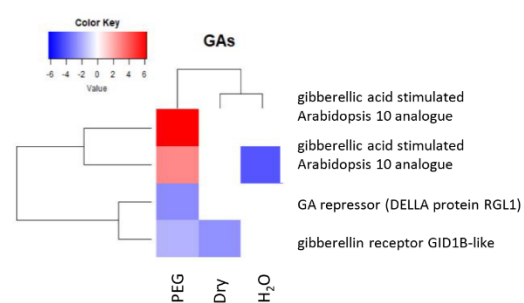 Color Key
-6 -4 -2 0 2 4 6
Value
GAs
gibberellic acid stimulated
Arabidopsis 10 analogue
gibberellic acid stimulated
Arabidopsis 10 analogue
GA repressor (DELLA protein RGL1)
gibberellin receptor GID1B-like
PEG
Dry
H₂O